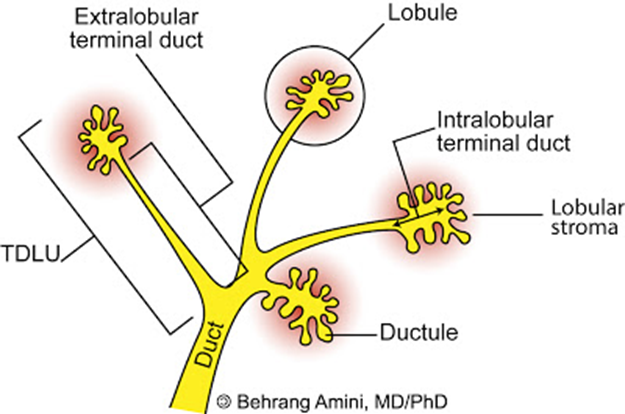 Extralobular
terminal duct
Lobule
Intralobular
terminal duct
Lobular
stroma
TDLU
Ductule
Duct
🄯 Behrang Amini, MD/PhD